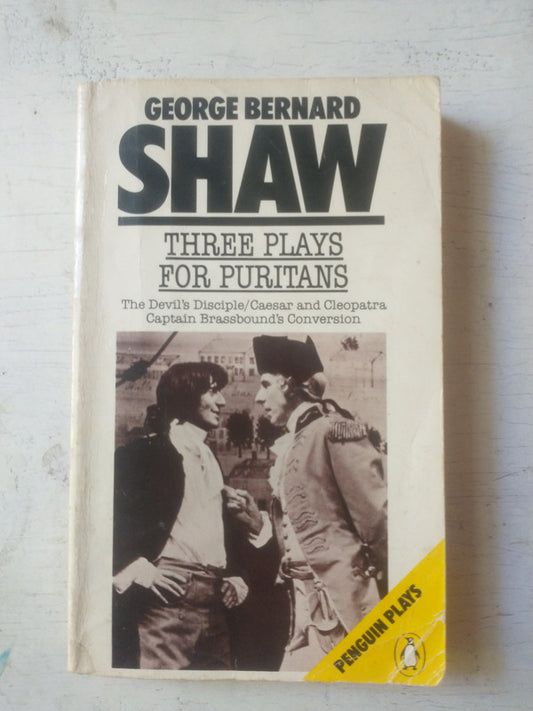 GEORGE BERNARD
SHAW
THREE PLAYS
FOR PURITANS
The Devil's Disciple/Caesar and Cleopatra
Captain Brassbound's Conversion
PENGUIN PLAYS